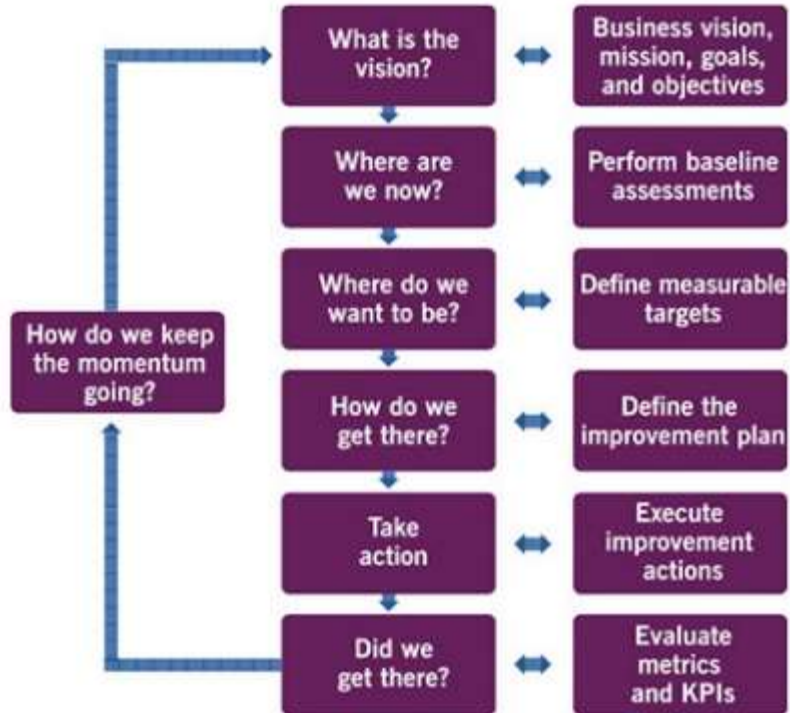 What is the
vision?
Business vision,
mission, goals,
and objectives
Where are
we now?
Perform baseline
assessments
Where do we
want to be?
Define measurable
targets
How do we keep
the momentum
going?
How do we
get there?
Define the
improvement plan
Take
action
Execute
improvement
actions
Did we
get there?
Evaluate
metrics
and KPIs